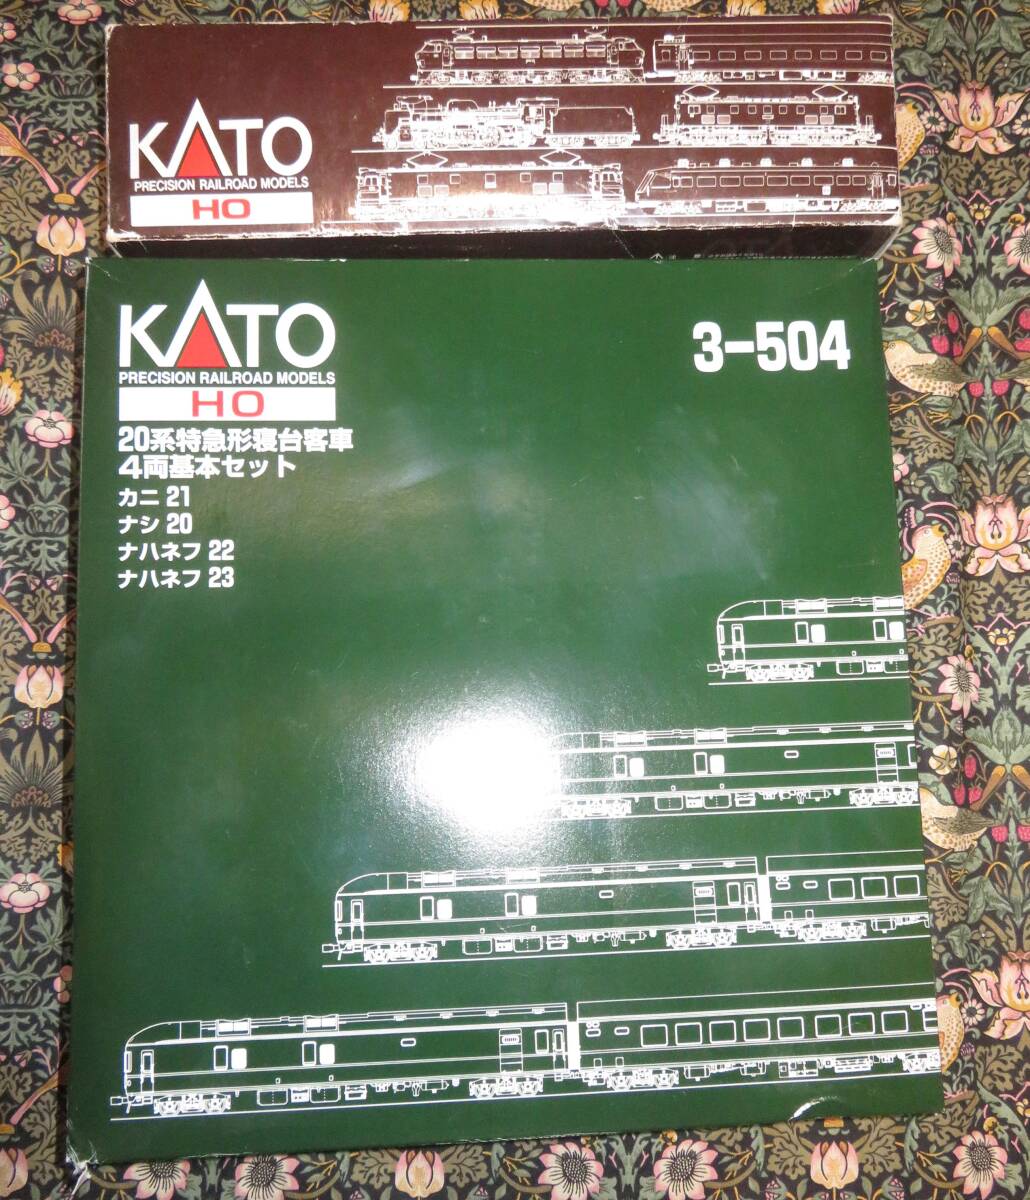 KATO
PRECISION RAILROAD MODELS
HO
KATO
PRECISION RAILROAD MODELS
HO
3-504
20系特急形寝台客車
4両基本セット
カニ 21
ナシ 20
ナハネフ 22
ナハネフ 23